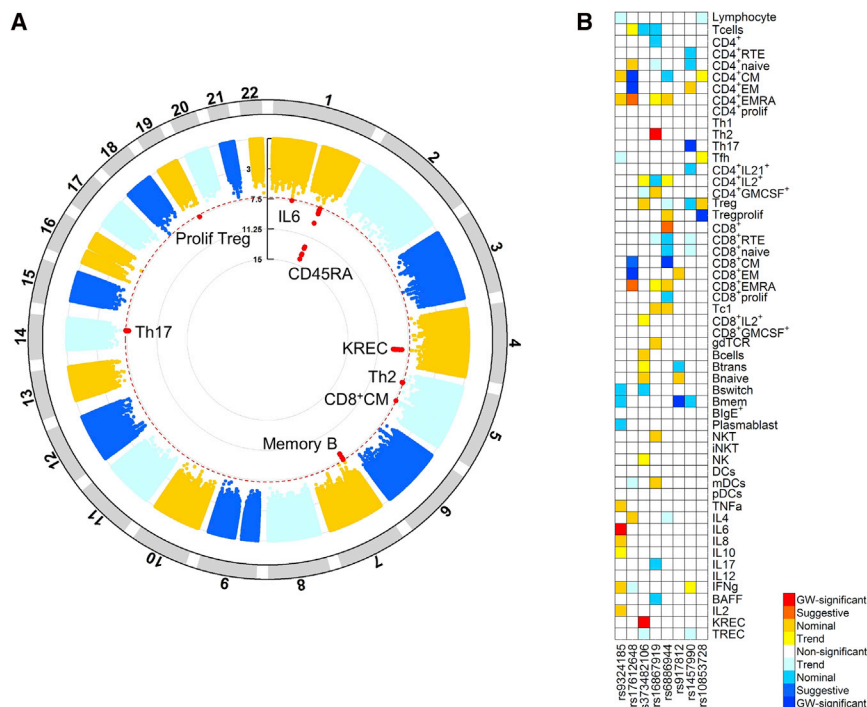 A
B
1
2
3
4
5
6
7
8
9
10
11
12
13
14
15
16
17
18
19
20
21
22
3
7.5
11.25
15
IL6
CD45RA
Prolif Treg
Th17
KREC
Th2
CD8⁺CM
Memory B
Lymphocyte
Tcells
CD4⁺
CD4⁺RTE
CD4⁺naive
CD4⁺CM
CD4⁺EM
CD4⁺EMRA
CD4⁺prolif
Th1
Th2
Th17
Tfh
CD4⁺IL21⁺
CD4⁺IL2⁺
CD4⁺GMCSF⁺
Treg
Tregprolif
CD8⁺
CD8⁺RTE
CD8⁺naive
CD8⁺CM
CD8⁺EM
CD8⁺EMRA
CD8⁺prolif
Tc1
CD8⁺IL2⁺
CD8⁺GMCSF⁺
gdTCR
Bcells
Btrans
Bnaive
Bswitch
Bmem
BIgE⁺
Plasmablast
NKT
iNKT
NK
DCs
mDCs
pDCs
TNFa
IL4
IL6
IL8
IL10
IL17
IL12
IFNg
BAFF
IL2
KREC
TREC
rs9324185
rs17612648
rs373482106
rs16867919
rs6886944
rs917812
rs1457990
rs10853728
GW-significant
Suggestive
Nominal
Trend
Non-significant
Trend
Nominal
Suggestive
GW-significant